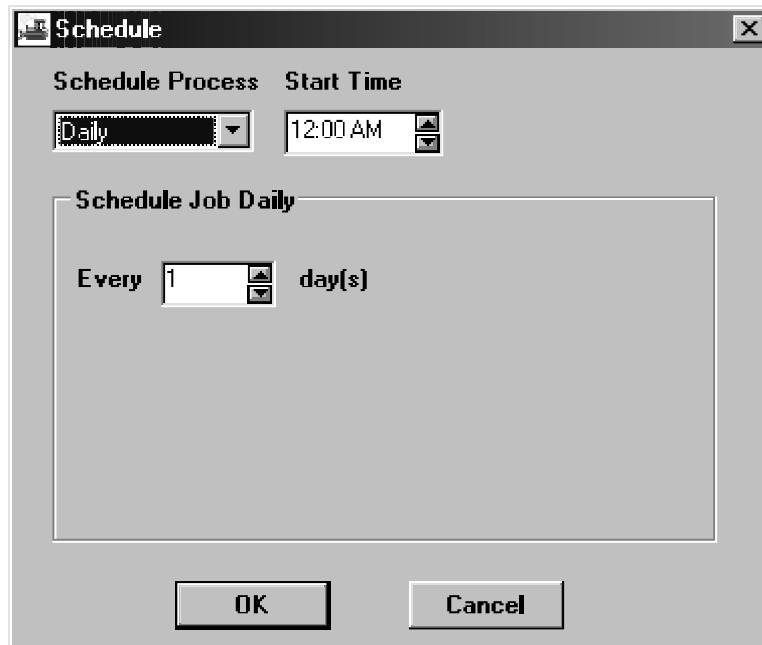 Schedule
Schedule Process Start Time
Daily 12:00 AM
Schedule Job Daily
Every 1 day(s)
OK Cancel